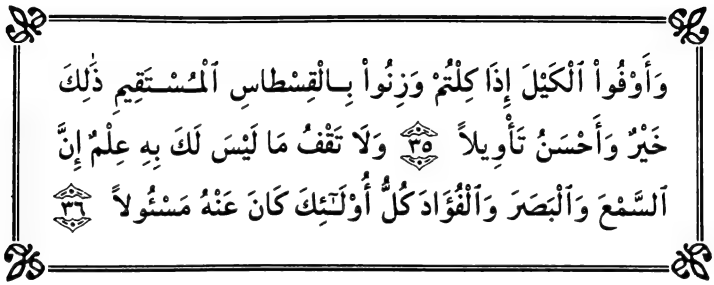 وَأَوْفُوا۟ ٱلْكَيْلَ إِذَا كِلْتُمْ وَزِنُوا۟ بِٱلْقِسْطَاسِ ٱلْمُسْتَقِيمِ ذَٰلِكَ
خَيْرٌ وَأَحْسَنُ تَأْوِيلاً ٣٥ وَلَا تَقْفُ مَا لَيْسَ لَكَ بِهِ عِلْمٌ إِنَّ
ٱلسَّمْعَ وَٱلْبَصَرَ وَٱلْفُؤَادَ كُلُّ أُوْلَـٰٓئِكَ كَانَ عَنْهُ مَسْئُولاً ٣٦